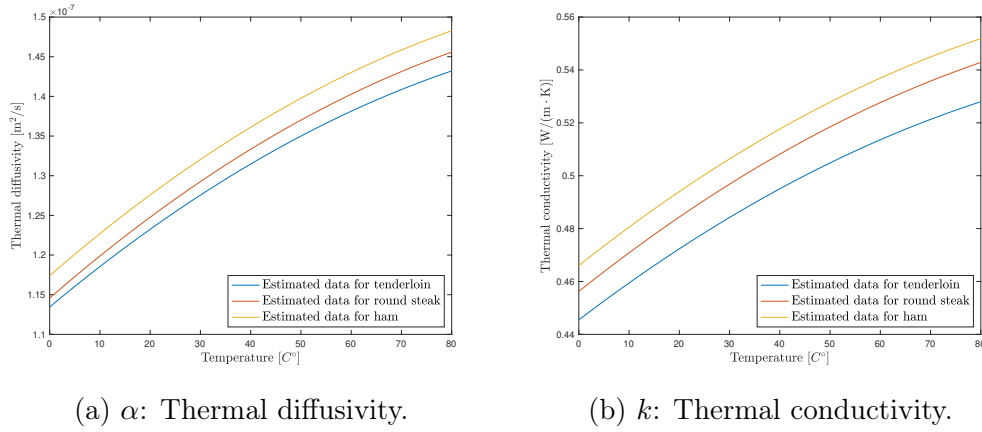 ×10⁻⁷
1.5
1.45
1.4
1.35
1.3
1.25
1.2
1.15
1.1
Thermal diffusivity [m²/s]
0 10 20 30 40 50 60 70 80
Temperature [C°]
Estimated data for tenderloin
Estimated data for round steak
Estimated data for ham
(a) α: Thermal diffusivity.
0.56
0.54
0.52
0.5
0.48
0.46
0.44
Thermal conductivity [W/(m · K)]
0 10 20 30 40 50 60 70 80
Temperature [C°]
Estimated data for tenderloin
Estimated data for round steak
Estimated data for ham
(b) k: Thermal conductivity.